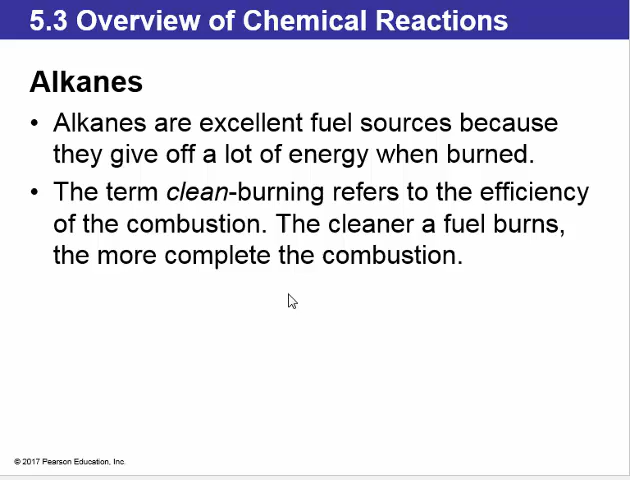 5.3 Overview of Chemical Reactions
Alkanes
• Alkanes are excellent fuel sources because
they give off a lot of energy when burned.
• The term clean-burning refers to the efficiency
of the combustion. The cleaner a fuel burns,
the more complete the combustion.
© 2017 Pearson Education, Inc.